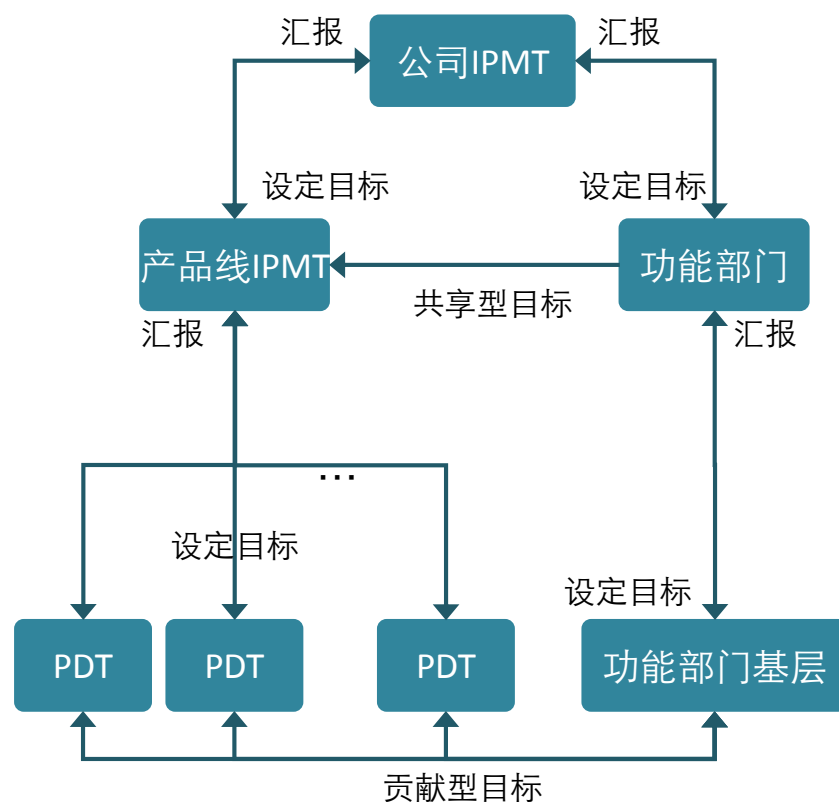 汇报
公司IPMT
汇报
设定目标
设定目标
产品线IPMT
功能部门
共享型目标
汇报
汇报
...
设定目标
设定目标
PDT
PDT
PDT
功能部门基层
贡献型目标